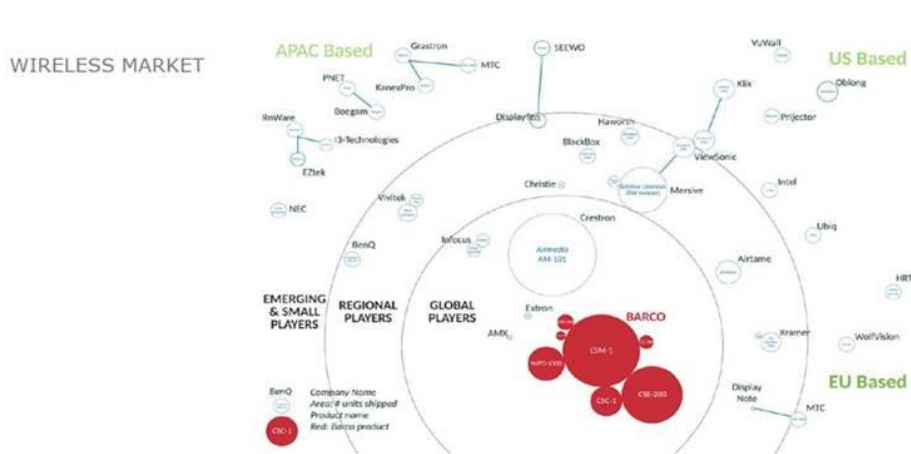 WIRELESS MARKET
APAC Based
US Based
EU Based
Grastron
MTC
KanexPro
PNET
Boegam
RnWare
i3-Technologies
EZtek
NEC
SEEWO
DisplayTen
BlackBox
Haworth
Christie
Mersive
ViewSonic
Klik
VuWall
Oblong
Prijector
Intel
Ubiq
HRT
WolfVision
Kramer
Airtame
Vivitek
BenQ
Infocus
Crestron
Airmedia
AM-101
Extron
AMX
BARCO
CSM-1
CSC-1
CSE-200
Display
Note
MTC
EMERGING
& SMALL
PLAYERS
REGIONAL
PLAYERS
GLOBAL
PLAYERS
BenQ
CSC-1
Company Name
Area: # units shipped
Product name
Red: Barco product